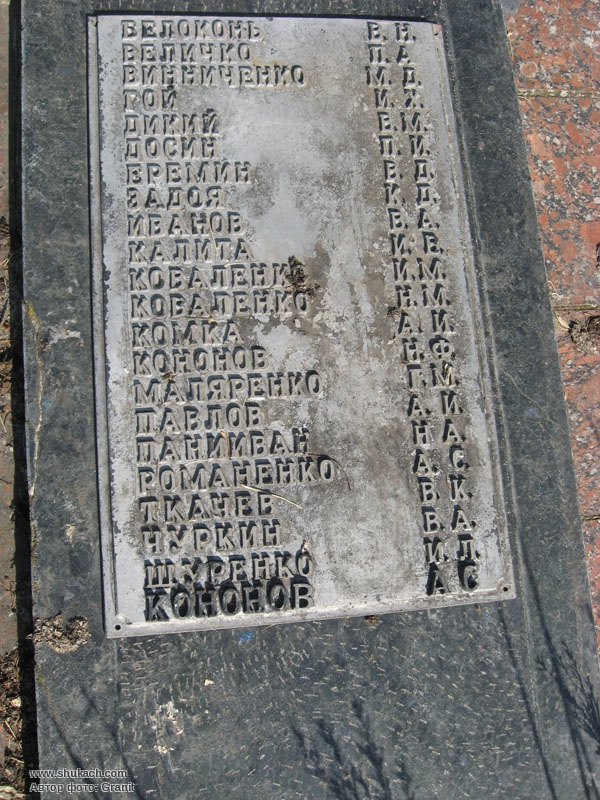 БЕЛОКОНЬ В.Н.
ВЕЛИЧКО П.А
ВИННИЧЕНКО М.Д.
РОЙ И.Ж.
ДИКИЙ В.М.
ДОСИН П.И.
ЕРЕМИН В.Д.
ЗАДОЯ К.Д.
ИВАНОВ В.А.
КАЛИТА И.В.
КОВАЛЕНКО И.М.
КОВАЛЕНКО Н.М.
КОМКА А.И.
КОНОНОВ Н.Ф.
МАЛЯРЕНКО Г.М.
ПАВЛОВ А.И
ПАНИИВАН Н.А.
РОМАНЕНКО А.С.
ТКАЧЕВ В.К.
ЧУРКИН В.А.
ШУРЕНКО И.Л.
КОНОНОВ А С
www.shukach.com
Автор фото: Granit